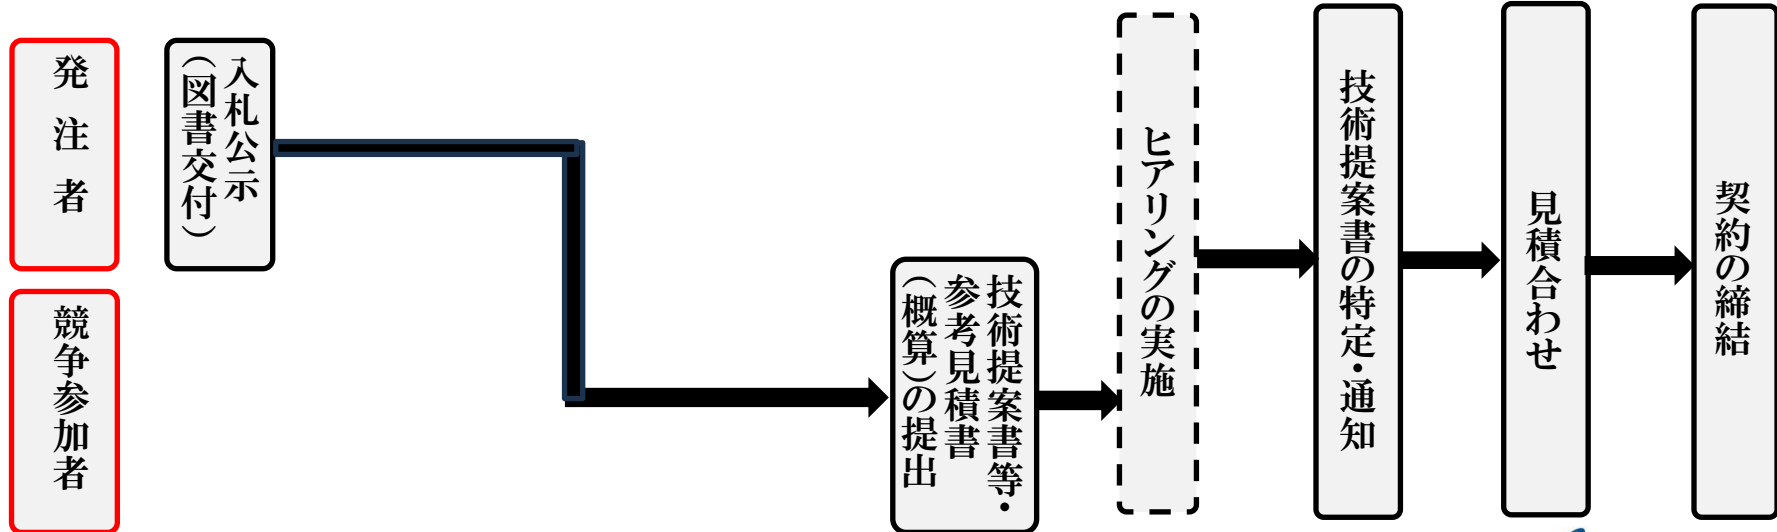 発注者
競争参加者
入札公示
（図書交付）
技術提案書等・
参考見積書
（概算）の提出
ヒアリングの実施
技術提案書の特定・通知
見積合わせ
契約の締結